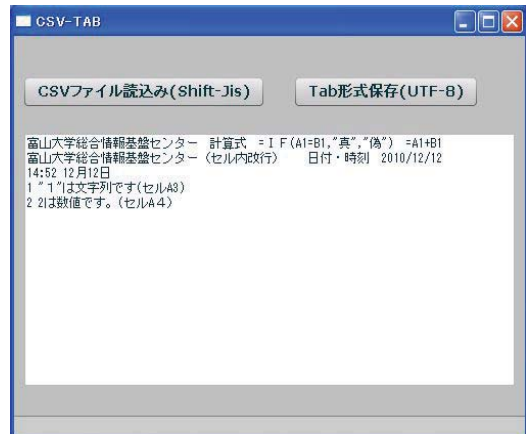 CSV-TAB
CSVファイル読込み(Shift-Jis) Tab形式保存(UTF-8)
富山大学総合情報基盤センター 計算式 =ＩＦ(A1=B1,"真","偽") =A1+B1
富山大学総合情報基盤センター（セル内改行） 日付・時刻 2010/12/12
14:52 12月12日
1 "１"は文字列です(セルA3)
2 2は数値です。(セルA４)